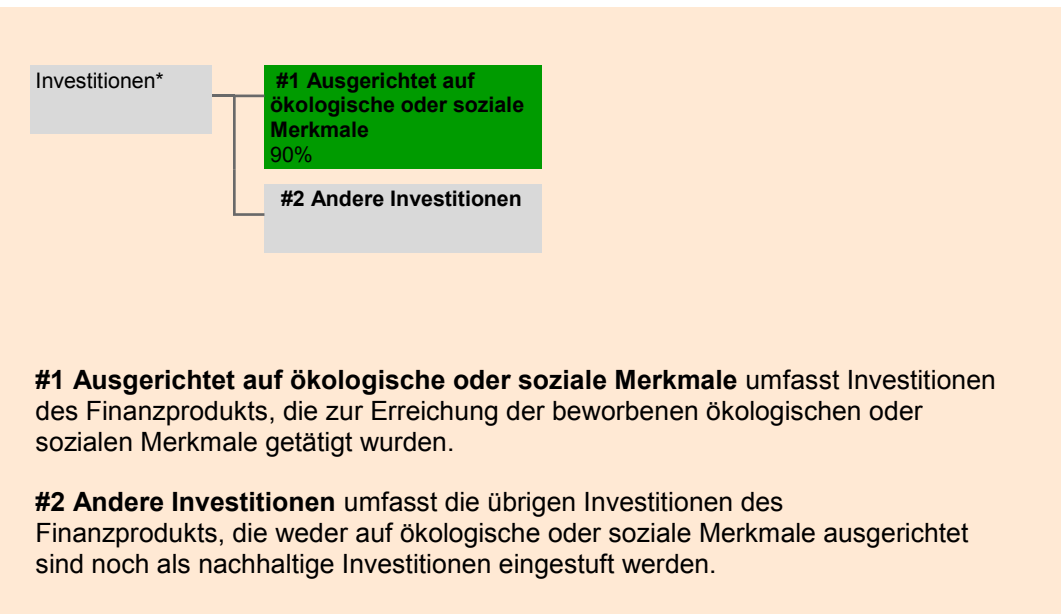 Investitionen*
#1 Ausgerichtet auf
ökologische oder soziale
Merkmale
90%
#2 Andere Investitionen
#1 Ausgerichtet auf ökologische oder soziale Merkmale umfasst Investitionen
des Finanzprodukts, die zur Erreichung der beworbenen ökologischen oder
sozialen Merkmale getätigt wurden.
#2 Andere Investitionen umfasst die übrigen Investitionen des
Finanzprodukts, die weder auf ökologische oder soziale Merkmale ausgerichtet
sind noch als nachhaltige Investitionen eingestuft werden.